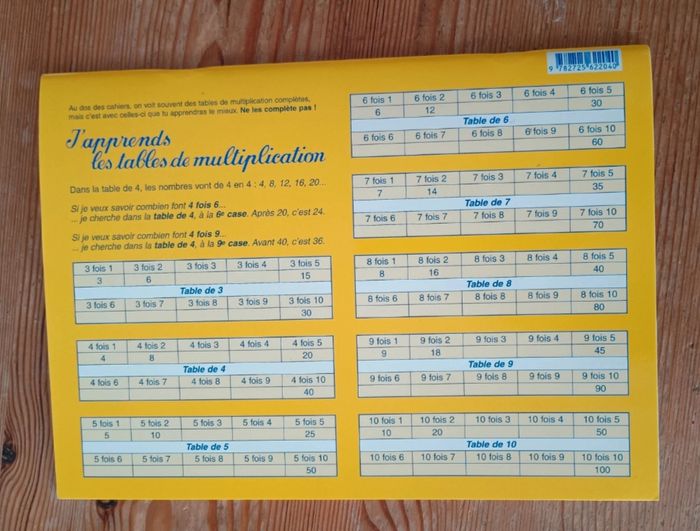 Au dos des cahiers, on voit souvent des tables de multiplication complètes,
mais c'est avec celles-ci que tu apprendras le mieux. Ne les complète pas !
J'apprends
les tables de multiplication
Dans la table de 4, les nombres vont de 4 en 4 : 4, 8, 12, 16, 20...
Si je veux savoir combien font 4 fois 6...
... je cherche dans la table de 4, à la 6e case. Après 20, c'est 24.
Si je veux savoir combien font 4 fois 9...
... je cherche dans la table de 4, à la 9e case. Avant 40, c'est 36.
3 fois 1 3 fois 2 3 fois 3 3 fois 4 3 fois 5
3 6 15
Table de 3
3 fois 6 3 fois 7 3 fois 8 3 fois 9 3 fois 10
30
4 fois 1 4 fois 2 4 fois 3 4 fois 4 4 fois 5
4 8 20
Table de 4
4 fois 6 4 fois 7 4 fois 8 4 fois 9 4 fois 10
40
5 fois 1 5 fois 2 5 fois 3 5 fois 4 5 fois 5
5 10 25
Table de 5
5 fois 6 5 fois 7 5 fois 8 5 fois 9 5 fois 10
50
9 782725 622040
6 fois 1 6 fois 2 6 fois 3 6 fois 4 6 fois 5
6 12 30
Table de 6
6 fois 6 6 fois 7 6 fois 8 6 fois 9 6 fois 10
60
7 fois 1 7 fois 2 7 fois 3 7 fois 4 7 fois 5
7 14 35
Table de 7
7 fois 6 7 fois 7 7 fois 8 7 fois 9 7 fois 10
70
8 fois 1 8 fois 2 8 fois 3 8 fois 4 8 fois 5
8 16 40
Table de 8
8 fois 6 8 fois 7 8 fois 8 8 fois 9 8 fois 10
80
9 fois 1 9 fois 2 9 fois 3 9 fois 4 9 fois 5
9 18 45
Table de 9
9 fois 6 9 fois 7 9 fois 8 9 fois 9 9 fois 10
90
10 fois 1 10 fois 2 10 fois 3 10 fois 4 10 fois 5
10 20 50
Table de 10
10 fois 6 10 fois 7 10 fois 8 10 fois 9 10 fois 10
100